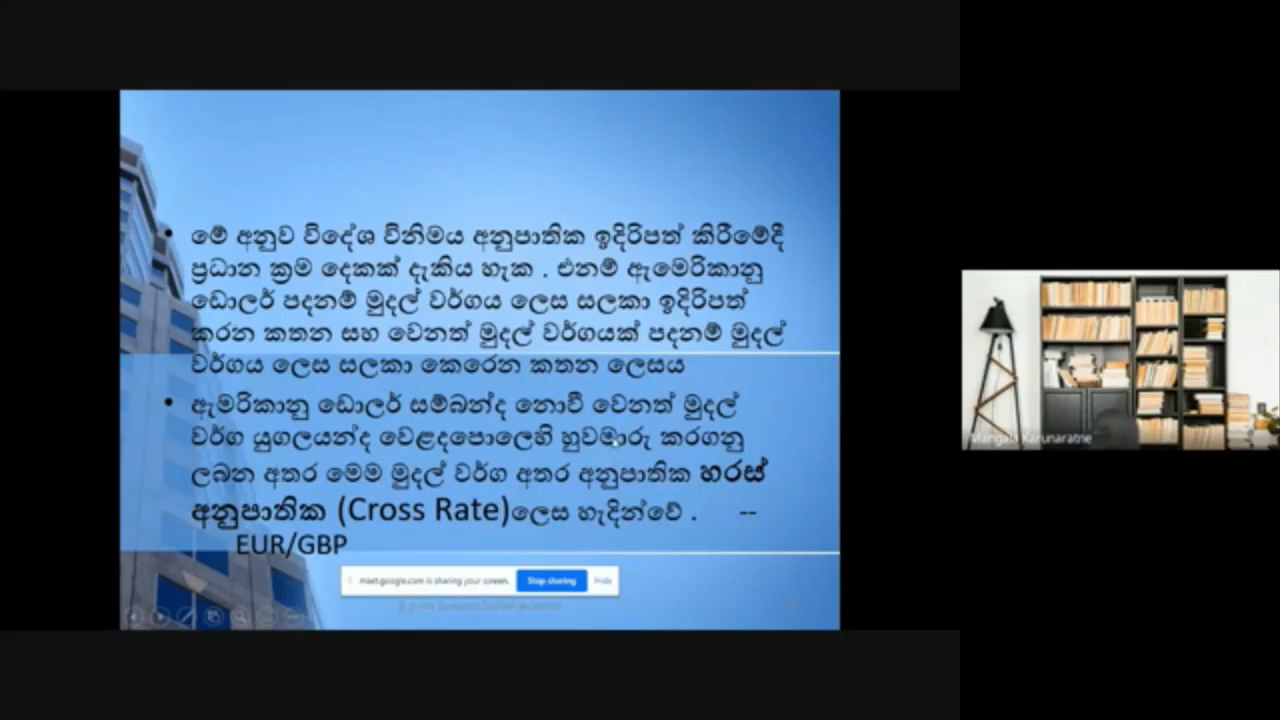 • මේ අනුව විදේශ විනිමය අනුපාතික ඉදිරිපත් කිරීමේදී
ප්‍රධාන ක්‍රම දෙකක් දැකිය හැක . එනම් ඇමෙරිකානු
ඩොලර් පදනම් මුදල් වර්ගය ලෙස සලකා ඉදිරිපත්
කරන කතන සහ වෙනත් මුදල් වර්ගයක් පදනම් මුදල්
වර්ගය ලෙස සලකා කෙරෙන කතන ලෙසය
• ඇමරිකානු ඩොලර් සම්බන්ද නොවී වෙනත් මුදල්
වර්ග යුගලයන්ද වෙළදපොලෙහි හුවමාරු කරගනු
ලබන අතර මෙම මුදල් වර්ග අතර අනුපාතික හරස්
අනුපාතික (Cross Rate)ලෙස හැදින්වේ . --
EUR/GBP
meet.google.com is sharing your screen. Stop sharing Hide
Mangala Karunaratne